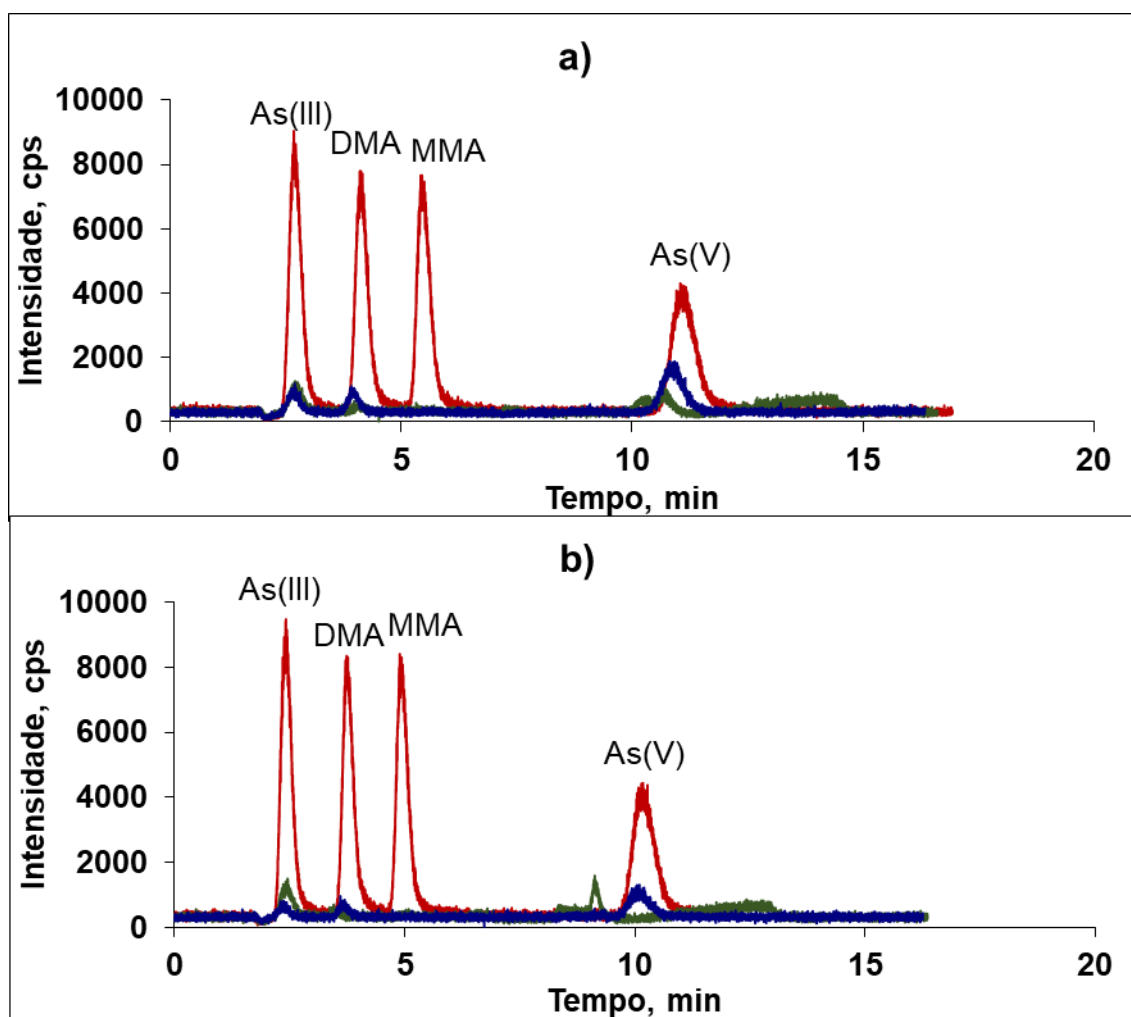 a)
10000
8000
6000
4000
2000
0
Intensidade, cps
As(III)
DMA
MMA
As(V)
0 5 10 15 20
Tempo, min
b)
10000
8000
6000
4000
2000
0
Intensidade, cps
As(III)
DMA
MMA
As(V)
0 5 10 15 20
Tempo, min